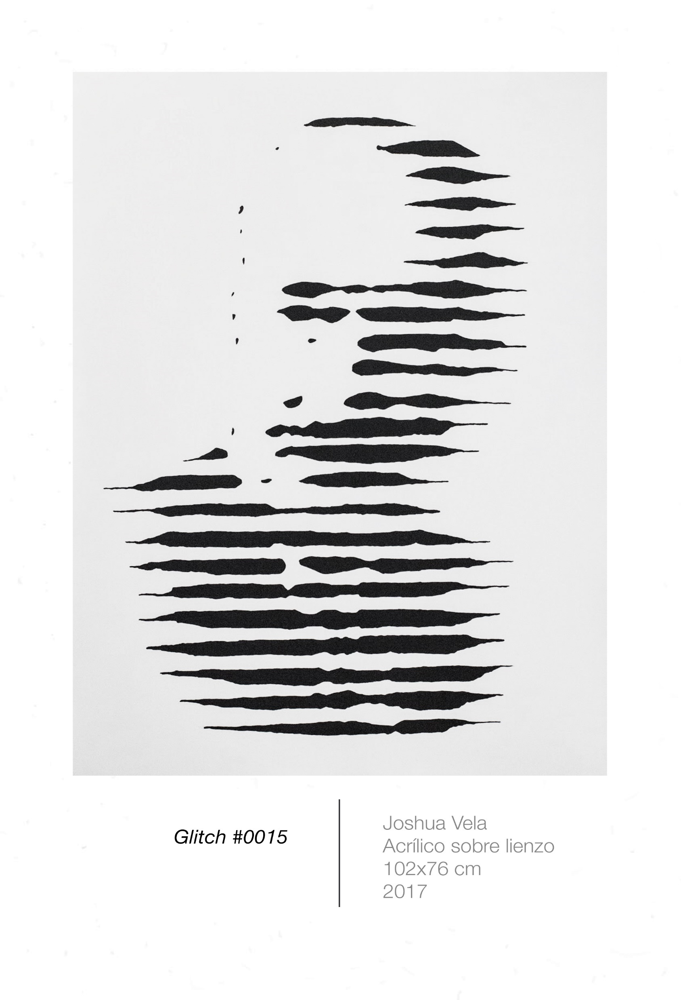 Glitch #0015
Joshua Vela
Acrílico sobre lienzo
102x76 cm
2017